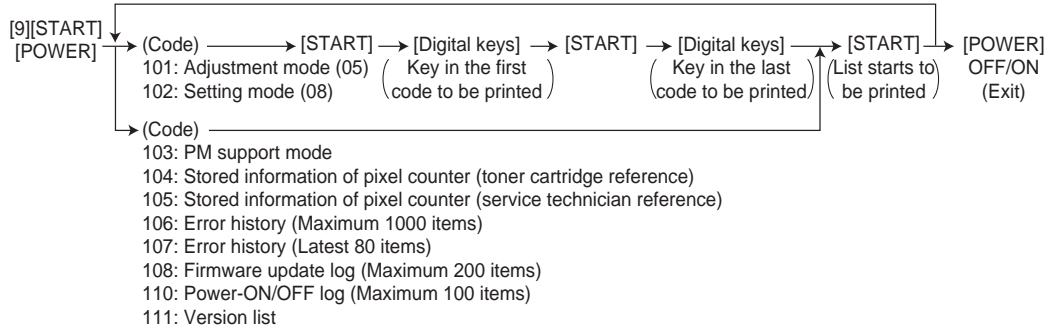 [9][START]
[POWER]
(Code) [START] [Digital keys] [START] [Digital keys] [START] [POWER]
101: Adjustment mode (05) (Key in the first (Key in the last (List starts to OFF/ON
102: Setting mode (08) code to be printed) code to be printed) be printed) (Exit)
(Code)
103: PM support mode
104: Stored information of pixel counter (toner cartridge reference)
105: Stored information of pixel counter (service technician reference)
106: Error history (Maximum 1000 items)
107: Error history (Latest 80 items)
108: Firmware update log (Maximum 200 items)
110: Power-ON/OFF log (Maximum 100 items)
111: Version list